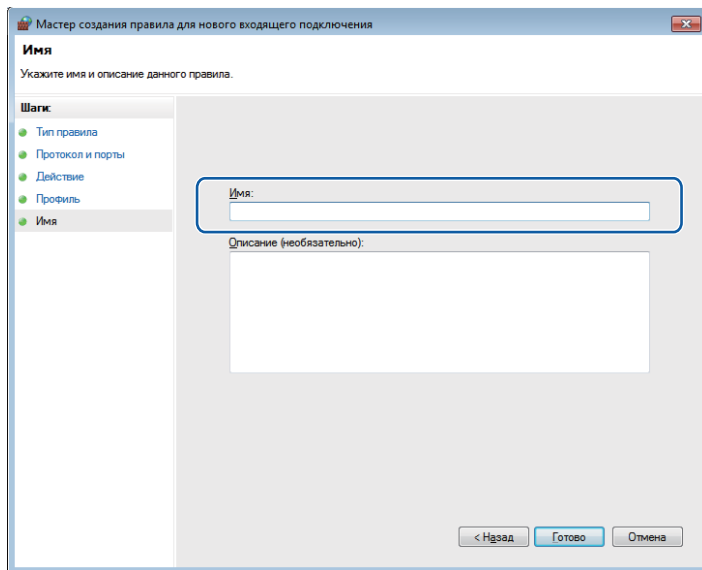 Мастер создания правила для нового входящего подключения
Имя
Укажите имя и описание данного правила.
Шаги:
Тип правила
Протокол и порты
Действие
Профиль
Имя
Имя:
Описание (необязательно):
< Назад
Готово
Отмена